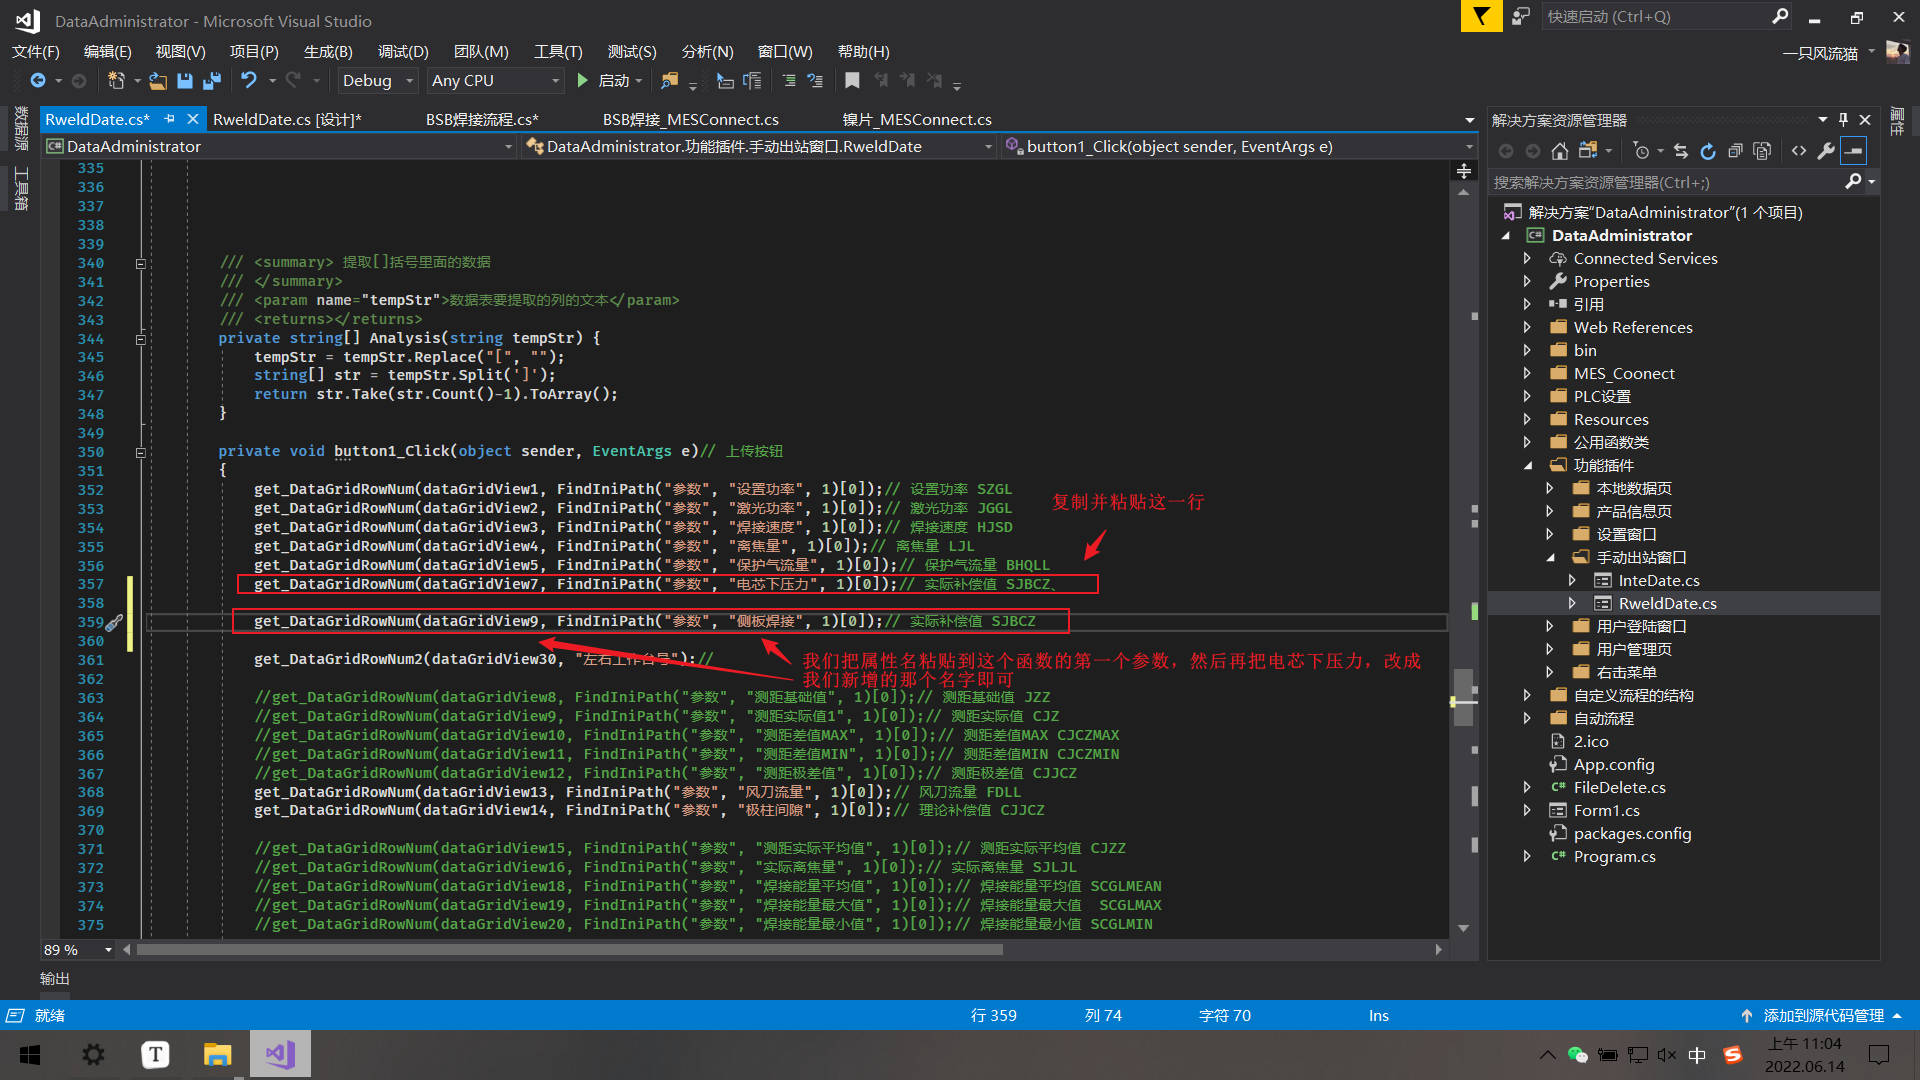 DataAdministrator - Microsoft Visual Studio
快速启动 (Ctrl+Q)
文件(F) 编辑(E) 视图(V) 项目(P) 生成(B) 调试(D) 团队(M) 工具(T) 测试(S) 分析(N) 窗口(W) 帮助(H)
一只风流猫
Debug Any CPU 启动
数据源
工具箱
RweldDate.cs* RweldDate.cs [设计]* BSB焊接流程.cs* BSB焊接_MESConnect.cs 镍片_MESConnect.cs
DataAdministrator DataAdministrator.功能插件.手动出站窗口.RweldDate button1_Click(object sender, EventArgs e)
335
336
337
338
339
340 /// <summary> 提取[]括号里面的数据
341 /// </summary>
342 /// <param name="tempStr">数据表要提取的列的文本</param>
343 /// <returns></returns>
344 private string[] Analysis(string tempStr) {
345 tempStr = tempStr.Replace("[", "");
346 string[] str = tempStr.Split(']');
347 return str.Take(str.Count()-1).ToArray();
348 }
349
350 private void button1_Click(object sender, EventArgs e)// 上传按钮
351 {
352 get_DataGridRowNum(dataGridView1, FindIniPath("参数", "设置功率", 1)[0]);// 设置功率 SZGL
353 get_DataGridRowNum(dataGridView2, FindIniPath("参数", "激光功率", 1)[0]);// 激光功率 JGGL
354 get_DataGridRowNum(dataGridView3, FindIniPath("参数", "焊接速度", 1)[0]);// 焊接速度 HJSD
355 get_DataGridRowNum(dataGridView4, FindIniPath("参数", "离焦量", 1)[0]);// 离焦量 LJL
356 get_DataGridRowNum(dataGridView5, FindIniPath("参数", "保护气流量", 1)[0]);// 保护气流量 BHQLL
357 get_DataGridRowNum(dataGridView7, FindIniPath("参数", "电芯下压力", 1)[0]);// 实际补偿值 SJBCZ、
358
359 get_DataGridRowNum(dataGridView9, FindIniPath("参数", "侧板焊接", 1)[0]);// 实际补偿值 SJBCZ
360
361 get_DataGridRowNum2(dataGridView30, "左右工作台号");//
362
363 //get_DataGridRowNum(dataGridView8, FindIniPath("参数", "测距基础值", 1)[0]);// 测距基础值 JZZ
364 //get_DataGridRowNum(dataGridView9, FindIniPath("参数", "测距实际值1", 1)[0]);// 测距实际值 CJZ
365 //get_DataGridRowNum(dataGridView10, FindIniPath("参数", "测距差值MAX", 1)[0]);// 测距差值MAX CJCZMAX
366 //get_DataGridRowNum(dataGridView11, FindIniPath("参数", "测距差值MIN", 1)[0]);// 测距差值MIN CJCZMIN
367 //get_DataGridRowNum(dataGridView12, FindIniPath("参数", "测距极差值", 1)[0]);// 测距极差值 CJJCZ
368 get_DataGridRowNum(dataGridView13, FindIniPath("参数", "风刀流量", 1)[0]);// 风刀流量 FDLL
369 get_DataGridRowNum(dataGridView14, FindIniPath("参数", "极柱间隙", 1)[0]);// 理论补偿值 CJJCZ
370
371 //get_DataGridRowNum(dataGridView15, FindIniPath("参数", "测距实际平均值", 1)[0]);// 测距实际平均值 CJZZ
372 //get_DataGridRowNum(dataGridView16, FindIniPath("参数", "实际离焦量", 1)[0]);// 实际离焦量 SJLJL
373 //get_DataGridRowNum(dataGridView18, FindIniPath("参数", "焊接能量平均值", 1)[0]);// 焊接能量平均值 SCGLMEAN
374 //get_DataGridRowNum(dataGridView19, FindIniPath("参数", "焊接能量最大值", 1)[0]);// 焊接能量最大值 SCGLMAX
375 //get_DataGridRowNum(dataGridView20, FindIniPath("参数", "焊接能量最小值", 1)[0]);// 焊接能量最小值 SCGLMIN
复制并粘贴这一行
我们把属性名粘贴到这个函数的第一个参数，然后再把电芯下压力，改成
我们新增的那个名字即可
89 %
输出
解决方案资源管理器
属性
搜索解决方案资源管理器(Ctrl+;)
解决方案"DataAdministrator"(1 个项目)
DataAdministrator
Connected Services
Properties
引用
Web References
bin
MES_Coonect
PLC设置
Resources
公用函数类
功能插件
本地数据页
产品信息页
设置窗口
手动出站窗口
InteDate.cs
RweldDate.cs
用户登陆窗口
用户管理页
右击菜单
自定义流程的结构
自动流程
2.ico
App.config
FileDelete.cs
Form1.cs
packages.config
Program.cs
就绪 行 359 列 74 字符 70 Ins 添加到源代码管理
T
中
S
上午 11:04
2022.06.14